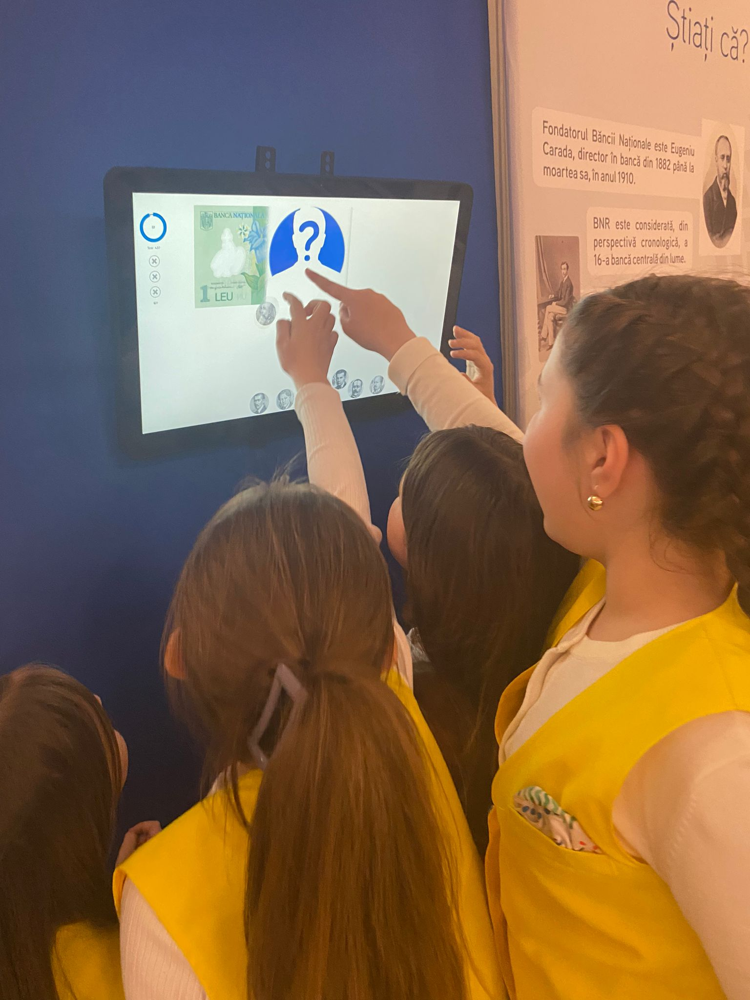 Știați că?
Fondatorul Băncii Naționale este Eugeniu
Carada, director în bancă din 1882 până la
moartea sa, în anul 1910.
BNR este considerată, din
perspectivă cronologică, a
16-a bancă centrală din lume.
BANCA NAȚIONALA
1 LEU
?